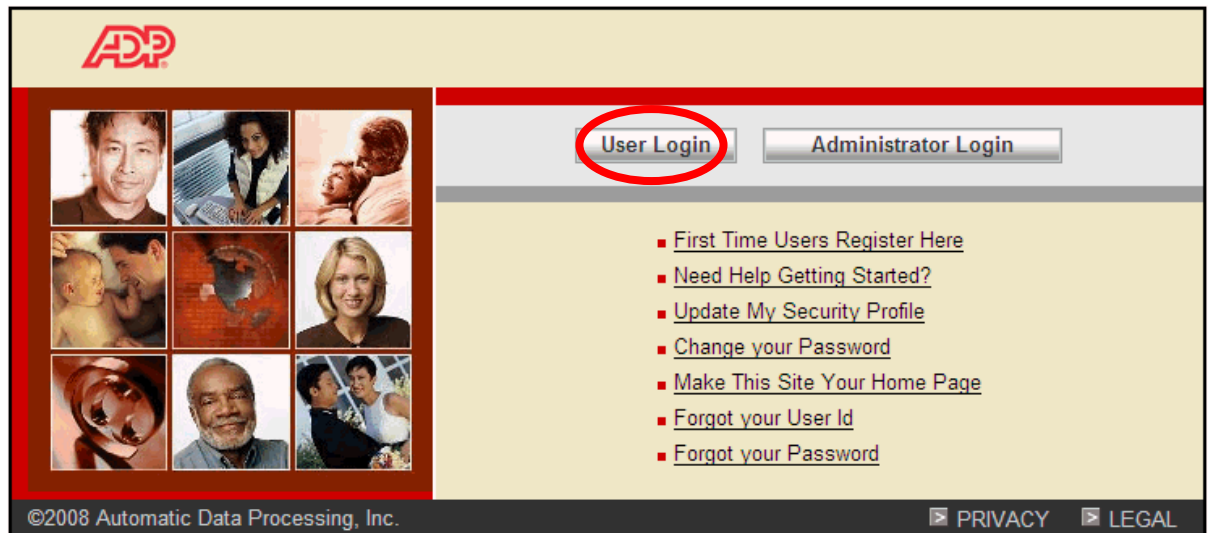 ADP
User Login Administrator Login
First Time Users Register Here
Need Help Getting Started?
Update My Security Profile
Change your Password
Make This Site Your Home Page
Forgot your User Id
Forgot your Password
©2008 Automatic Data Processing, Inc. PRIVACY LEGAL